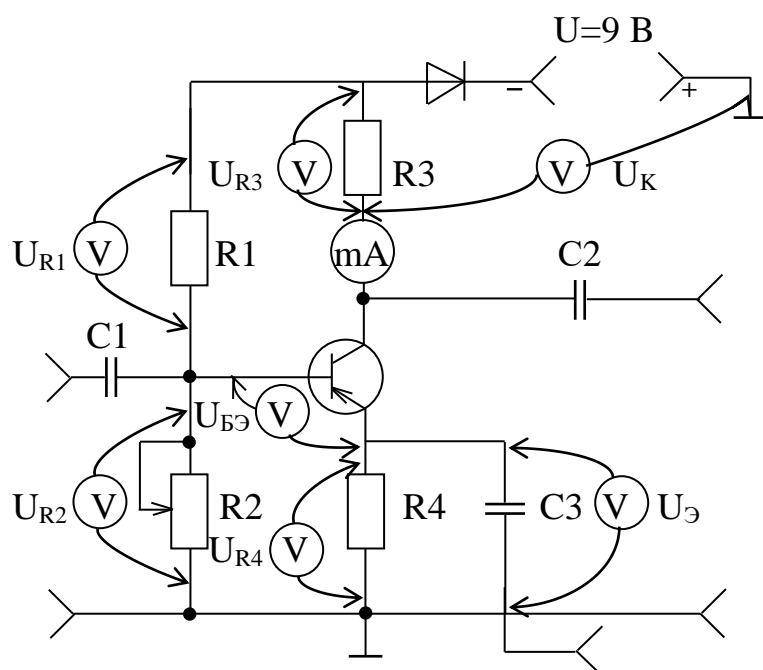 U=9 В
− +
U_R3 V R3 V U_K
U_R1 V R1 mA C2
C1
U_БЭ V
U_R2 V R2 U_R4 V R4 C3 V U_Э